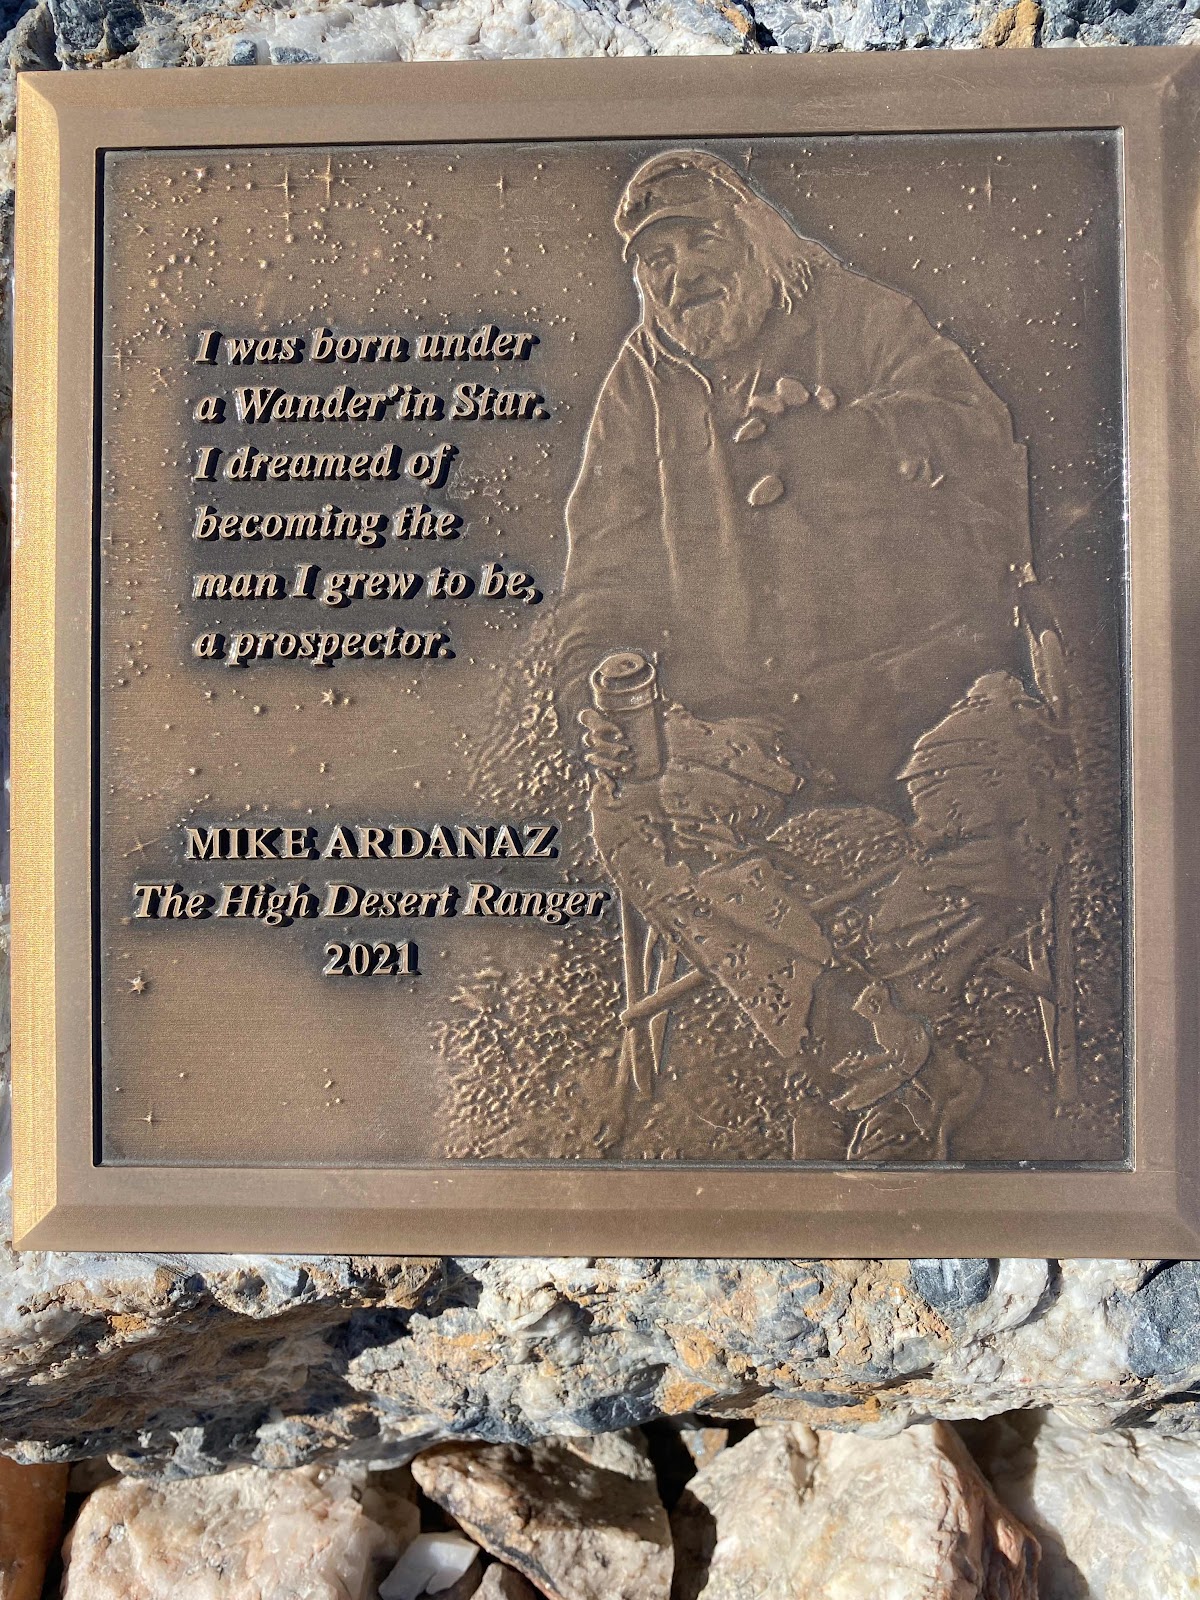 I was born under
a Wander'in Star.
I dreamed of
becoming the
man I grew to be,
a prospector.
MIKE ARDANAZ
The High Desert Ranger
2021